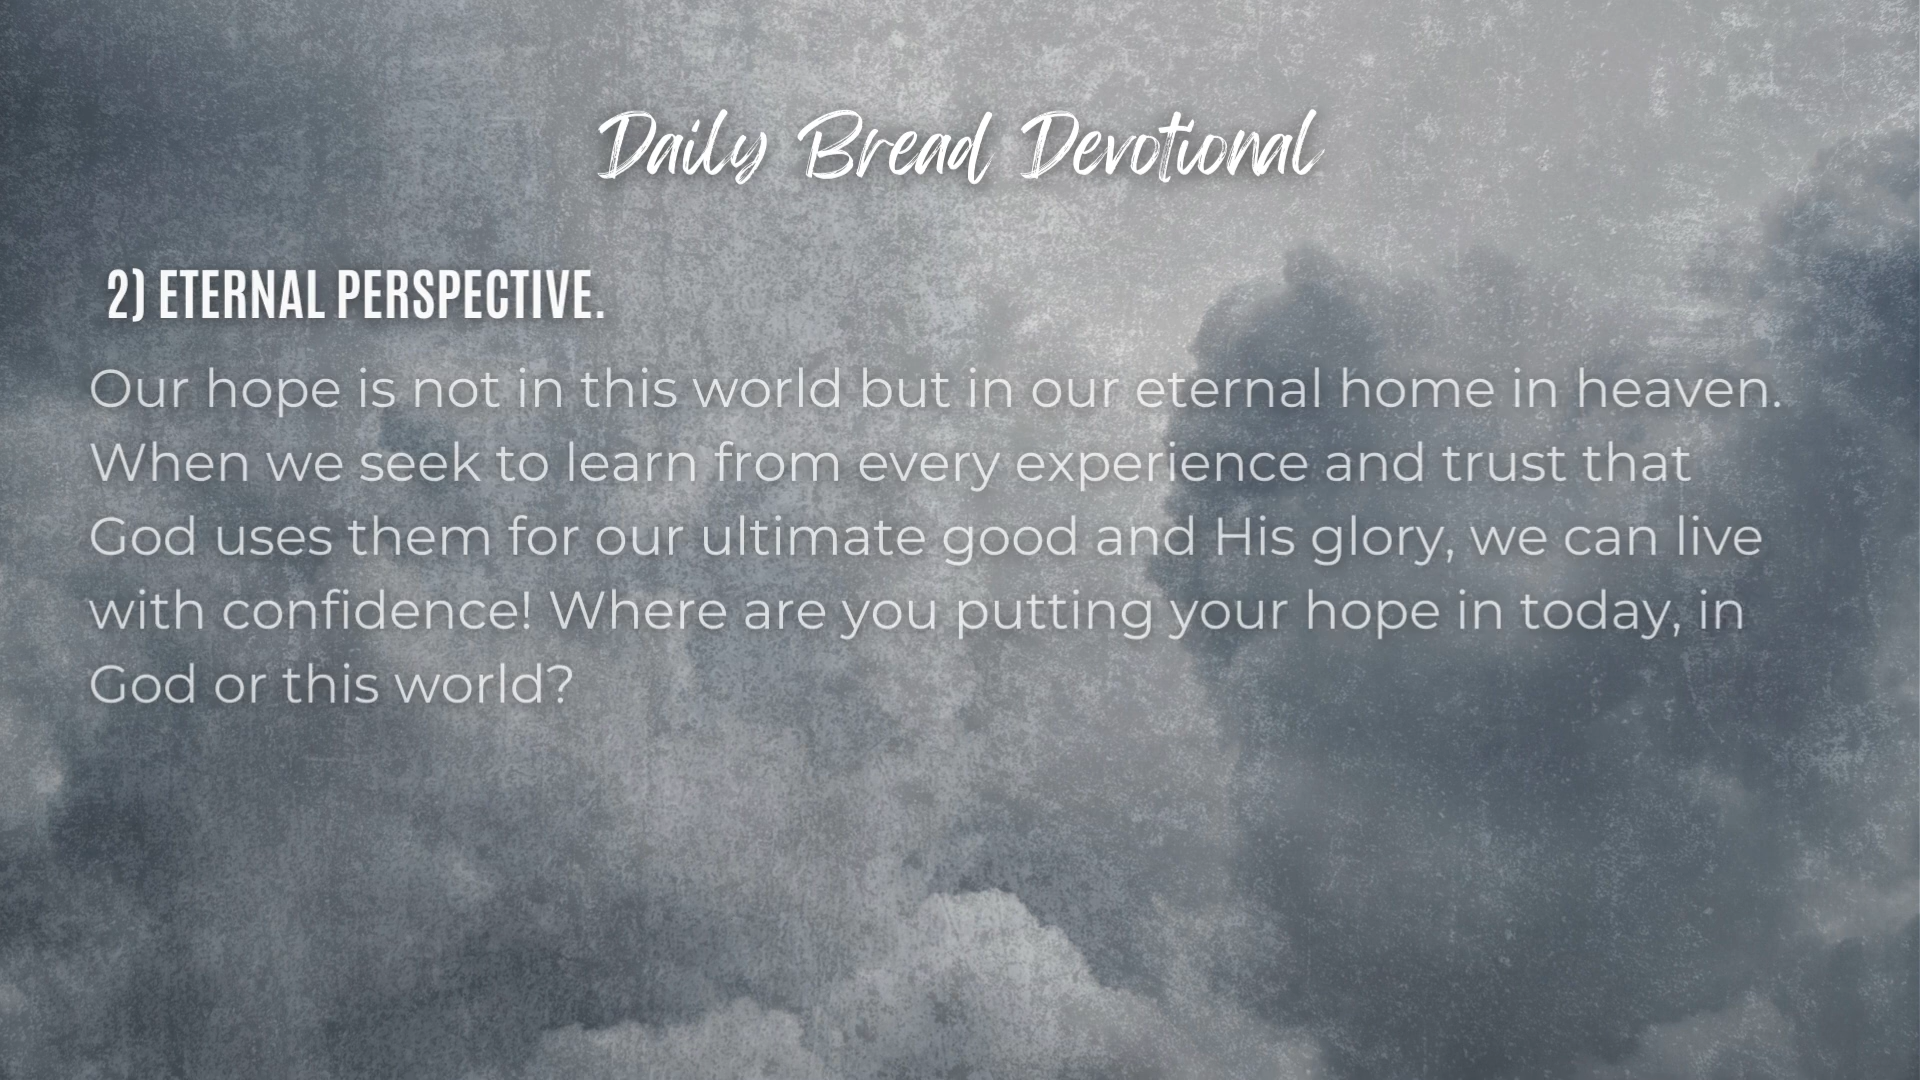 Daily Bread Devotional
2) ETERNAL PERSPECTIVE.
Our hope is not in this world but in our eternal home in heaven.
When we seek to learn from every experience and trust that
God uses them for our ultimate good and His glory, we can live
with confidence! Where are you putting your hope in today, in
God or this world?